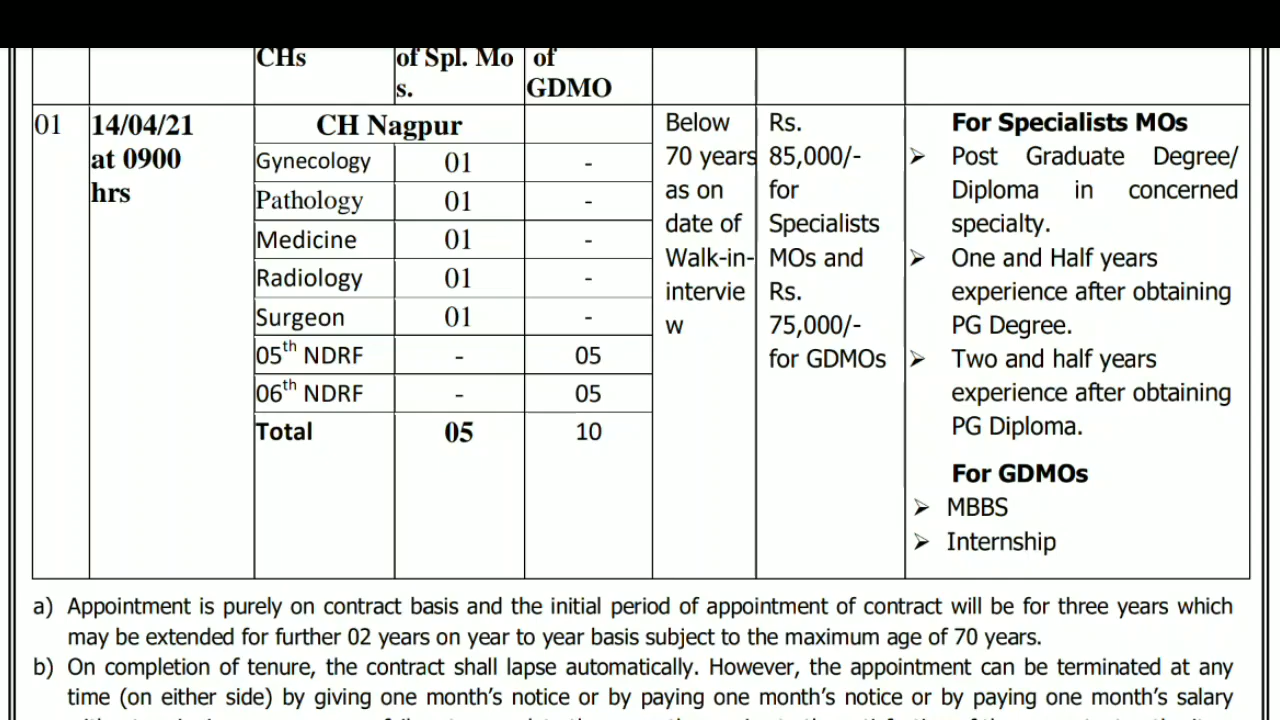 CHs of Spl. Mo of
s. GDMO
01 14/04/21 CH Nagpur Below Rs. For Specialists MOs
at 0900 Gynecology 01 - 70 years 85,000/- ➢ Post Graduate Degree/
hrs Pathology 01 - as on for Diploma in concerned
date of Specialists specialty.
Medicine 01 - Walk-in- MOs and ➢ One and Half years
Radiology 01 - intervie Rs. experience after obtaining
Surgeon 01 - w 75,000/- PG Degree.
05th NDRF - 05 for GDMOs ➢ Two and half years
06th NDRF - 05 experience after obtaining
Total 05 10 PG Diploma.
For GDMOs
➢ MBBS
➢ Internship
a) Appointment is purely on contract basis and the initial period of appointment of contract will be for three years which
may be extended for further 02 years on year to year basis subject to the maximum age of 70 years.
b) On completion of tenure, the contract shall lapse automatically. However, the appointment can be terminated at any
time (on either side) by giving one month's notice or by paying one month's notice or by paying one month's salary